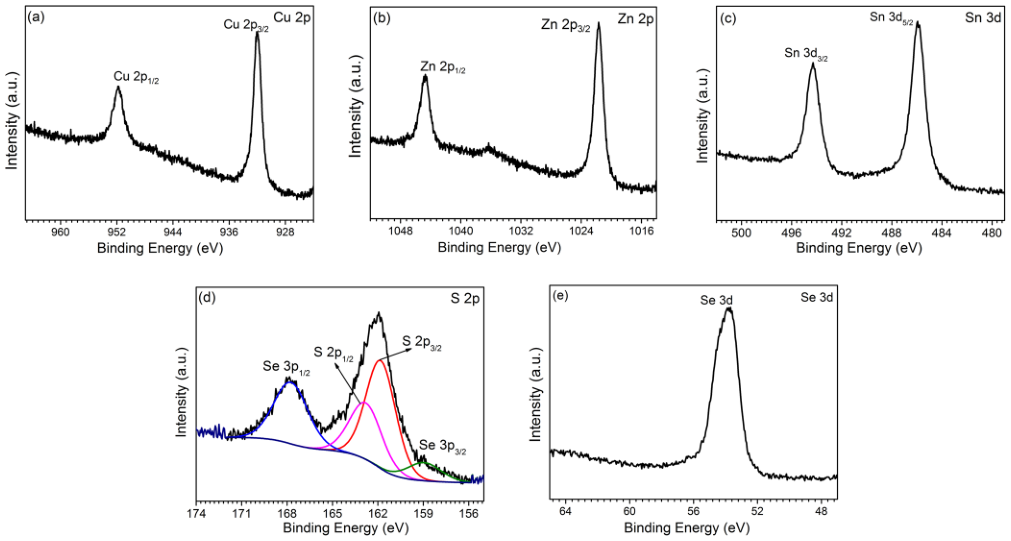 (a)
Cu 2p
Cu 2p3/2
Cu 2p1/2
Intensity (a.u.)
960 952 944 936 928
Binding Energy (eV)
(b)
Zn 2p
Zn 2p3/2
Zn 2p1/2
Intensity (a.u.)
1048 1040 1032 1024 1016
Binding Energy (eV)
(c)
Sn 3d5/2
Sn 3d
Sn 3d3/2
Intensity (a.u.)
500 496 492 488 484 480
Binding Energy (eV)
(d)
S 2p
S 2p1/2
S 2p3/2
Se 3p1/2
Se 3p3/2
Intensity (a.u.)
174 171 168 165 162 159 156
Binding Energy (eV)
(e)
Se 3d
Se 3d
Intensity (a.u.)
64 60 56 52 48
Binding Energy (eV)